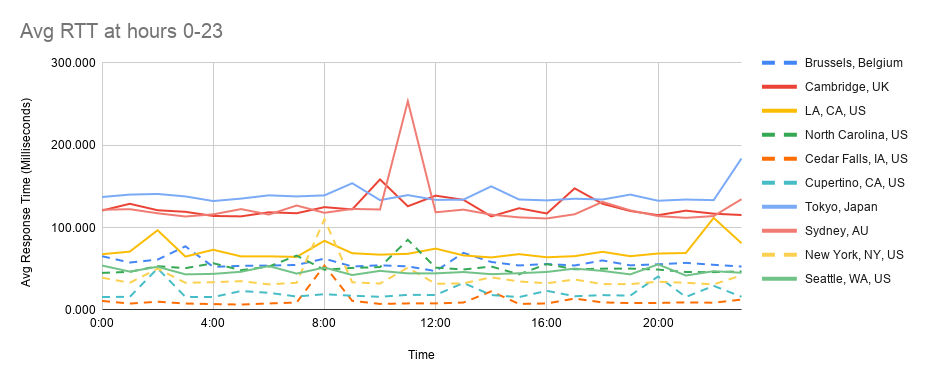 Avg RTT at hours 0-23
Avg Response Time (Milliseconds)
300.000
200.000
100.000
0.000
0:00 4:00 8:00 12:00 16:00 20:00
Time
Brussels, Belgium
Cambridge, UK
LA, CA, US
North Carolina, US
Cedar Falls, IA, US
Cupertino, CA, US
Tokyo, Japan
Sydney, AU
New York, NY, US
Seattle, WA, US